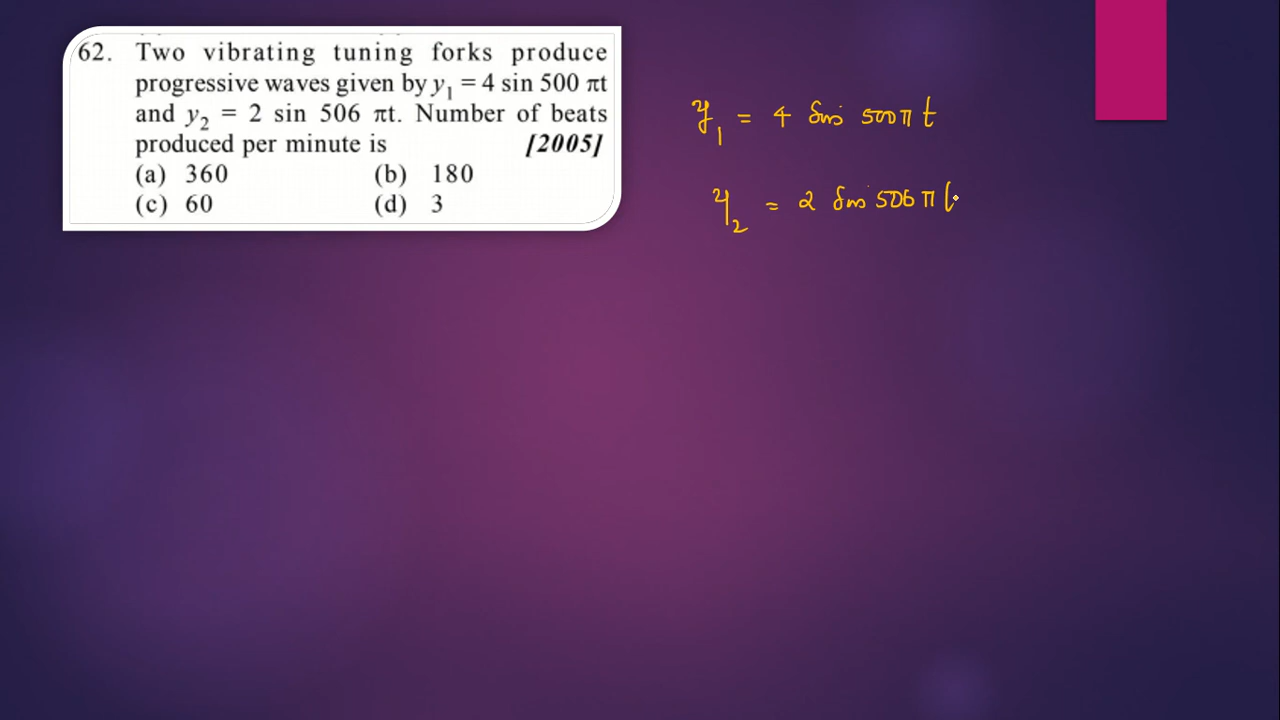 62. Two vibrating tuning forks produce
progressive waves given by y₁ = 4 sin 500 πt
and y₂ = 2 sin 506 πt. Number of beats
produced per minute is [2005]
(a) 360 (b) 180
(c) 60 (d) 3
y₁ = 4 sin 500 π t
y₂ = 2 sin 506 π